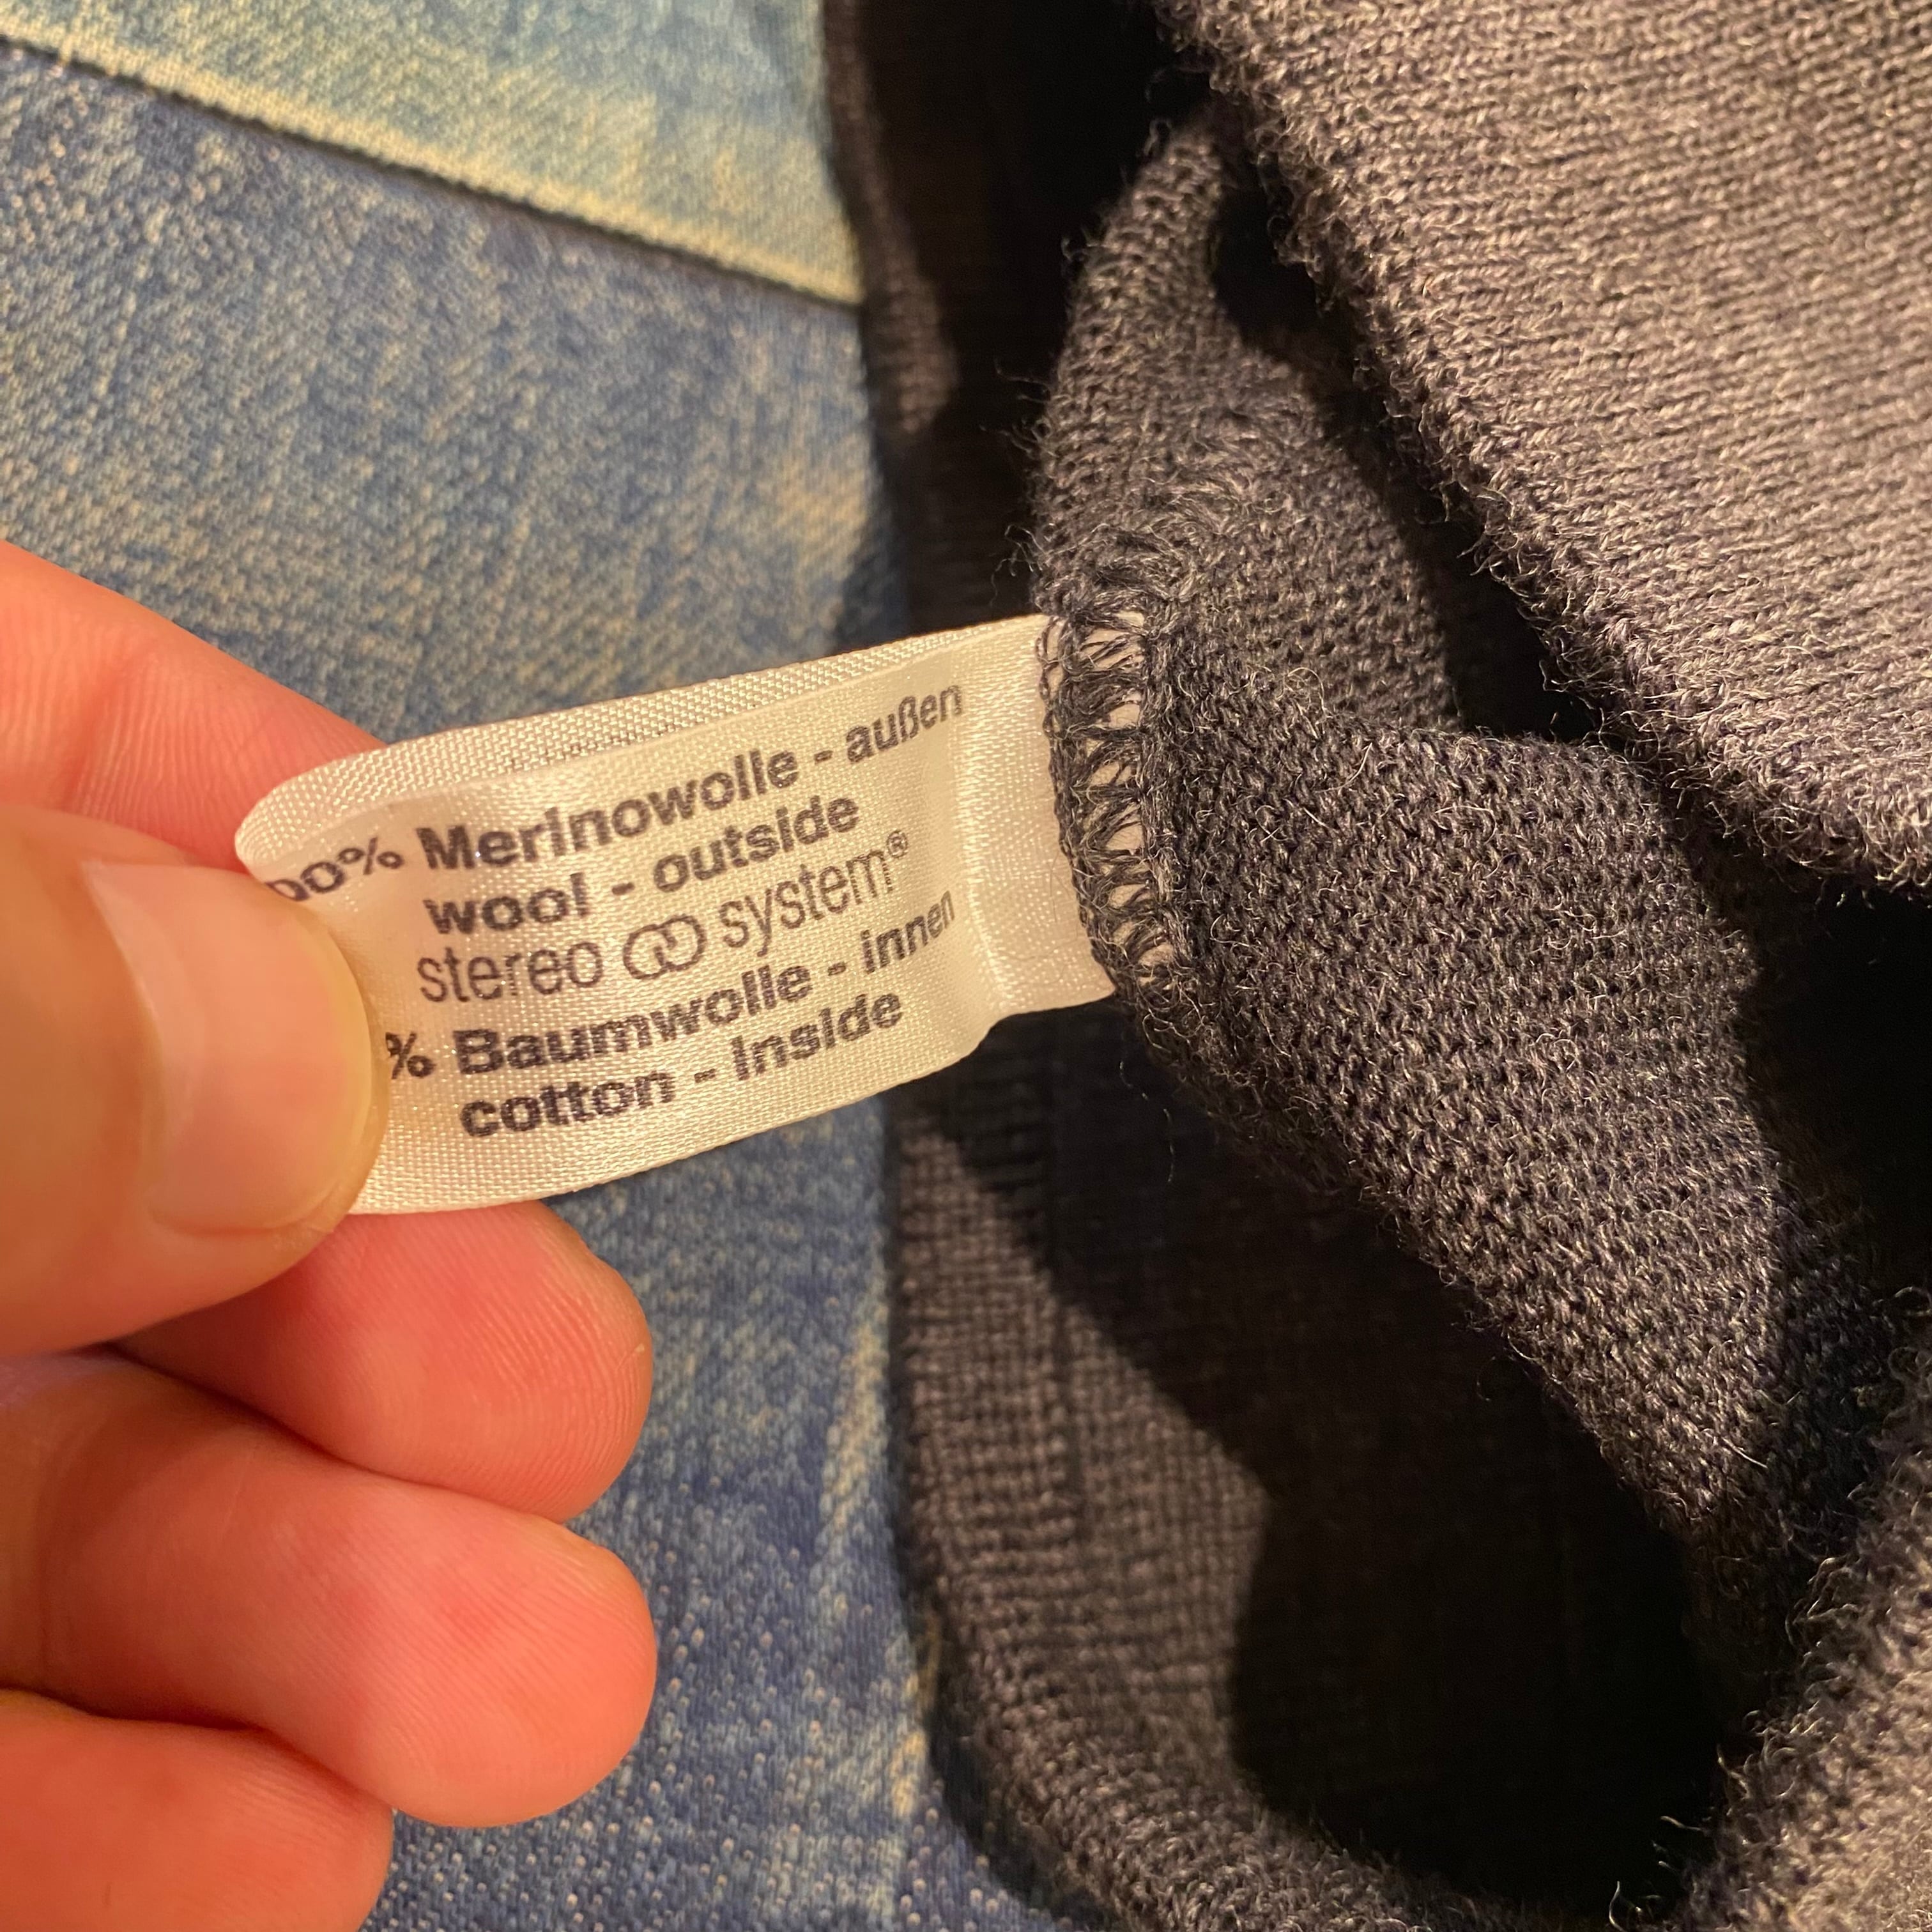 00% Merinowolle - außen
wool - outside
stereo system®
% Baumwolle - innen
cotton - inside